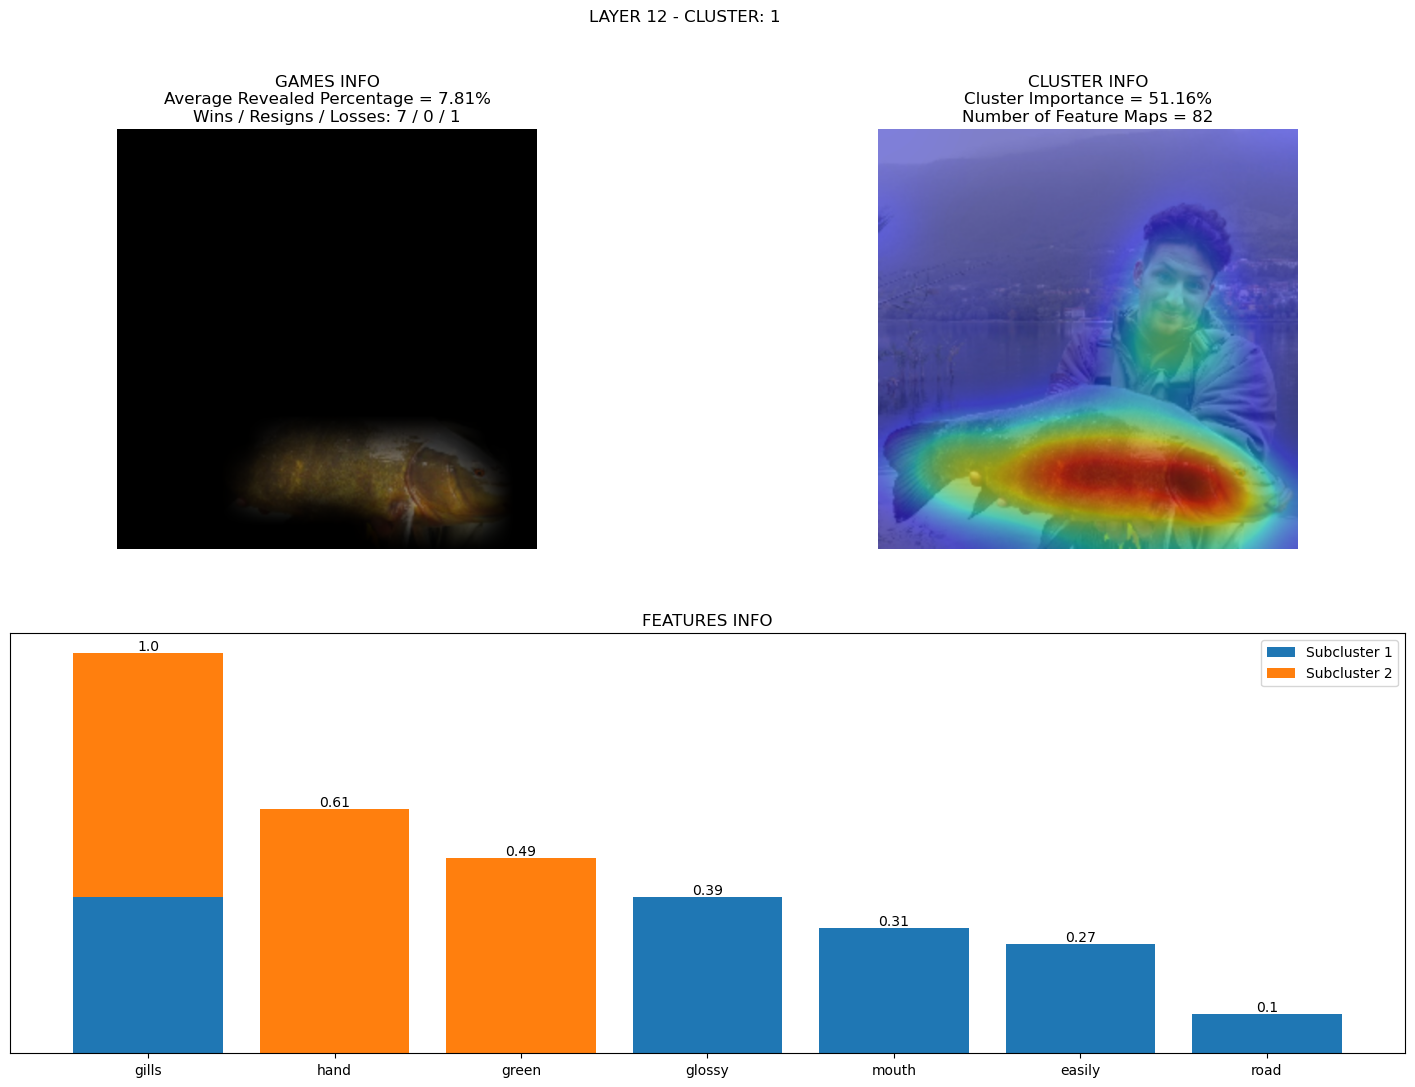 LAYER 12 - CLUSTER: 1
GAMES INFO
Average Revealed Percentage = 7.81%
Wins / Resigns / Losses: 7 / 0 / 1
CLUSTER INFO
Cluster Importance = 51.16%
Number of Feature Maps = 82
FEATURES INFO
Subcluster 1
Subcluster 2
1.0
0.61
0.49
0.39
0.31
0.27
0.1
gills
hand
green
glossy
mouth
easily
road